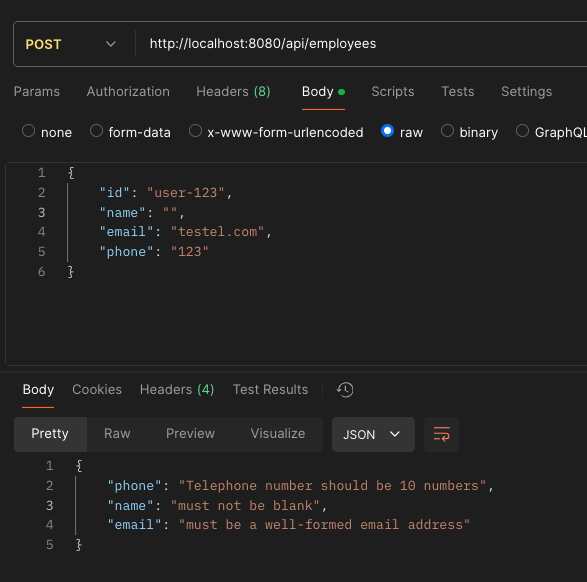 POST http://localhost:8080/api/employees
Params Authorization Headers (8) Body Scripts Tests Settings
none form-data x-www-form-urlencoded raw binary GraphQL
1 {
2 "id": "user-123",
3 "name": "",
4 "email": "testel.com",
5 "phone": "123"
6 }
Body Cookies Headers (4) Test Results
Pretty Raw Preview Visualize JSON
1 {
2 "phone": "Telephone number should be 10 numbers",
3 "name": "must not be blank",
4 "email": "must be a well-formed email address"
5 }